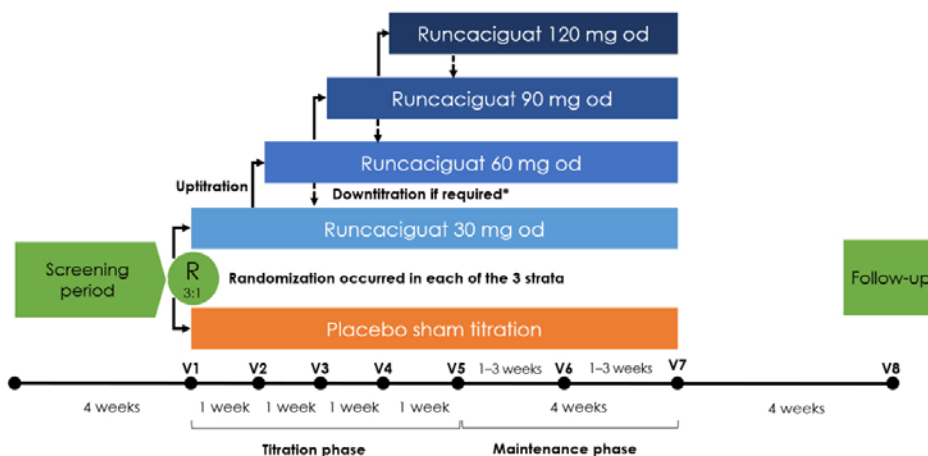 Runcaciguat 120 mg od
Runcaciguat 90 mg od
Runcaciguat 60 mg od
Uptitration
Downtitration if required*
Runcaciguat 30 mg od
Screening
period
R
3:1
Randomization occurred in each of the 3 strata
Follow-up
Placebo sham titration
V1 V2 V3 V4 V5 1–3 weeks V6 1–3 weeks V7 V8
4 weeks 1 week 1 week 1 week 1 week 4 weeks 4 weeks
Titration phase Maintenance phase